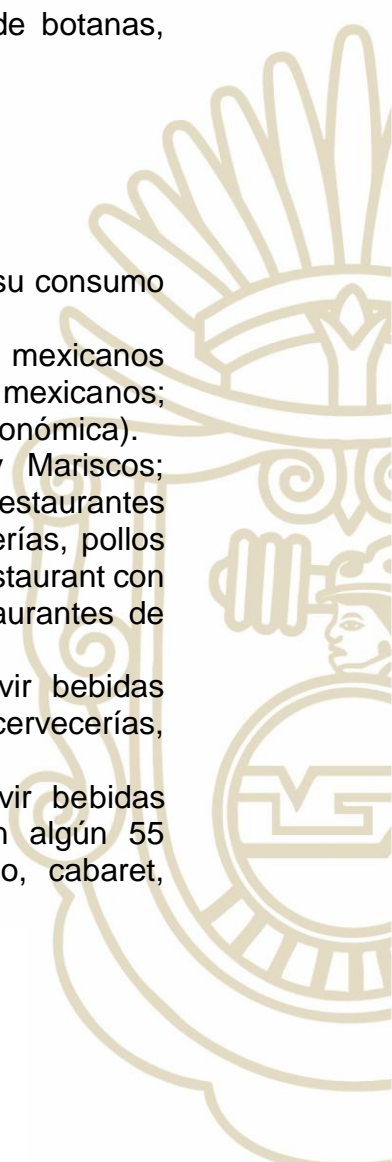 de botanas,
su consumo
mexicanos
mexicanos;
onómica).
y Mariscos;
estaurantes
erías, pollos
staurant con
aurantes de
vir bebidas
cervecerías,
vir bebidas
n algún 55
o, cabaret,